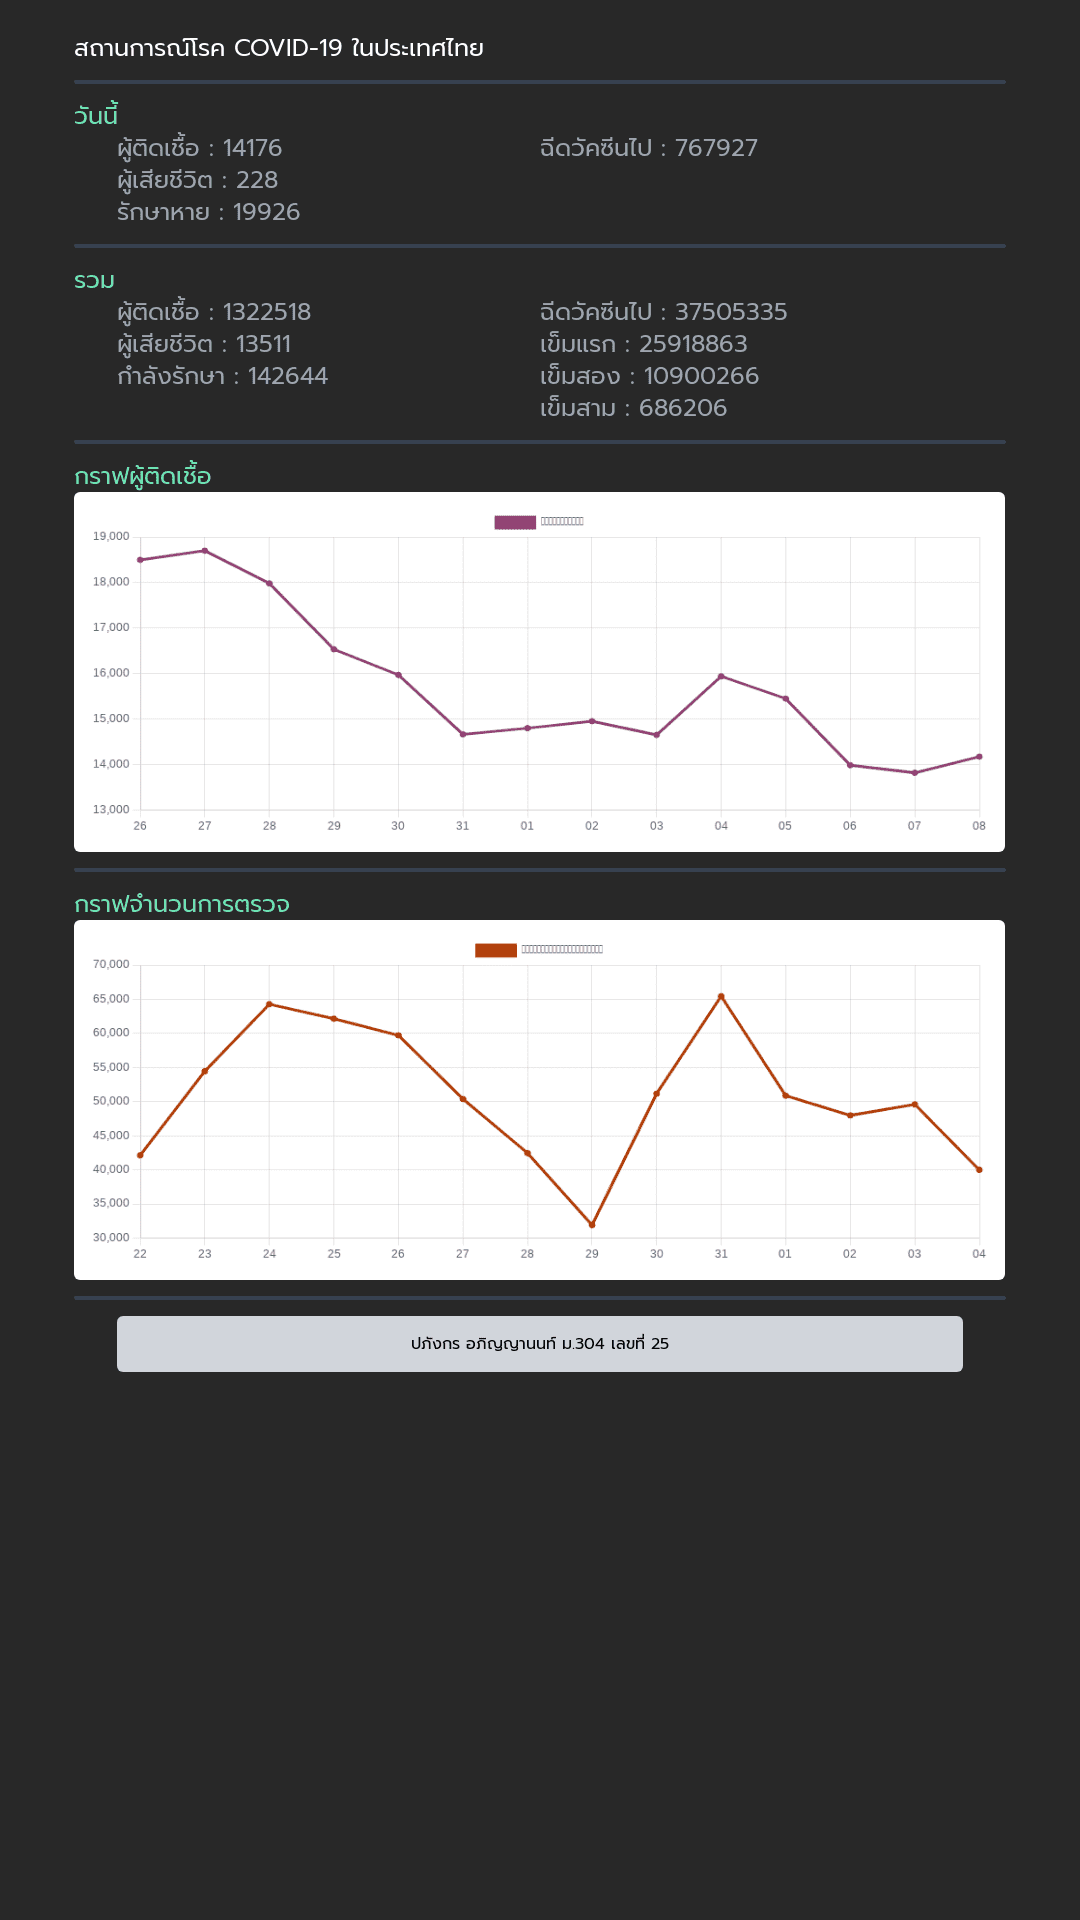 สถานการณ์โรค COVID-19 ในประเทศไทย
วันนี้
ผู้ติดเชื้อ : 14176
ฉีดวัคซีนไป : 767927
ผู้เสียชีวิต : 228
รักษาหาย : 19926
รวม
ผู้ติดเชื้อ : 1322518
ฉีดวัคซีนไป : 37505335
ผู้เสียชีวิต : 13511
เข็มแรก : 25918863
กำลังรักษา : 142644
เข็มสอง : 10900266
เข็มสาม : 686206
กราฟผู้ติดเชื้อ
19,000
18,000
17,000
16,000
15,000
14,000
13,000
26 27 28 29 30 31 01 02 03 04 05 06 07 08
กราฟจำนวนการตรวจ
70,000
65,000
60,000
55,000
50,000
45,000
40,000
35,000
30,000
22 23 24 25 26 27 28 29 30 31 01 02 03 04
ปภังกร อภิญญานนท์ ม.304 เลขที่ 25